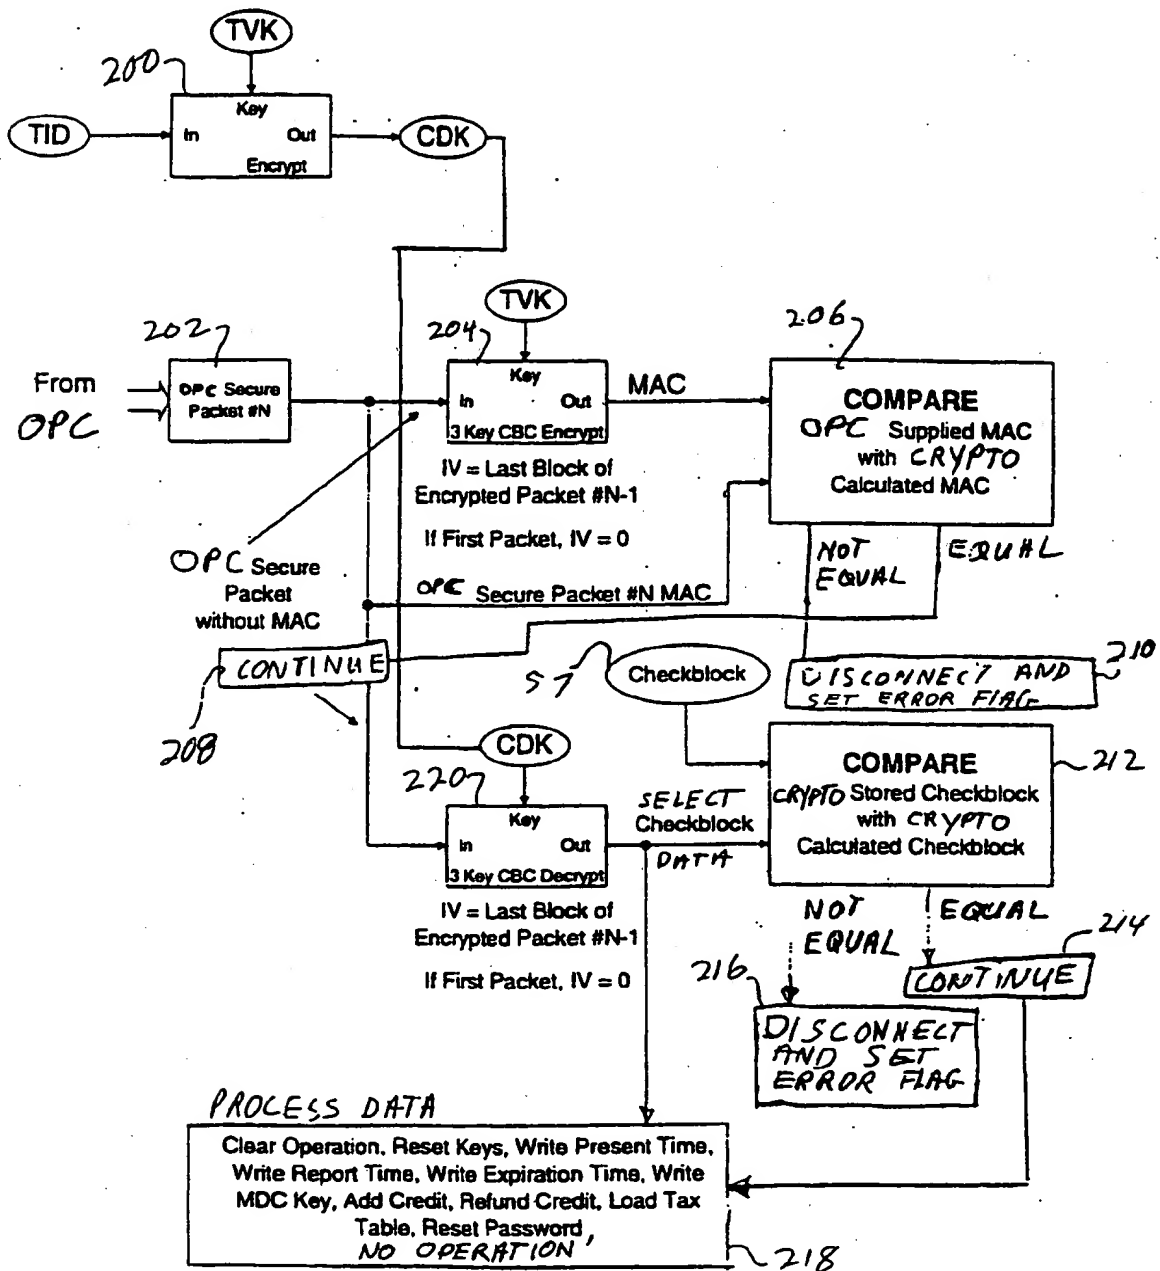 TVK
200
Key
TID
In
Out
CDK
Encrypt
TVK
202
204
206
From
OPC
OPC Secure
Packet #N
Key
In
Out
3 Key CBC Encrypt
MAC
COMPARE
OPC Supplied MAC
with CRYPTO
Calculated MAC
IV = Last Block of
Encrypted Packet #N-1
If First Packet, IV = 0
NOT
EQUAL
EQUAL
OPC Secure
Packet
without MAC
OPC Secure Packet #N MAC
CONTINUE
208
57
Checkblock
DISCONNECT AND
SET ERROR FLAG
210
CDK
220
Key
In
Out
3 Key CBC Decrypt
SELECT
Checkblock
DATA
COMPARE
CRYPTO Stored Checkblock
with CRYPTO
Calculated Checkblock
212
IV = Last Block of
Encrypted Packet #N-1
If First Packet, IV = 0
NOT
EQUAL
EQUAL
214
CONTINUE
216
DISCONNECT
AND SET
ERROR FLAG
PROCESS DATA
Clear Operation, Reset Keys, Write Present Time,
Write Report Time, Write Expiration Time, Write
MDC Key, Add Credit, Refund Credit, Load Tax
Table, Reset Password,
NO OPERATION
218